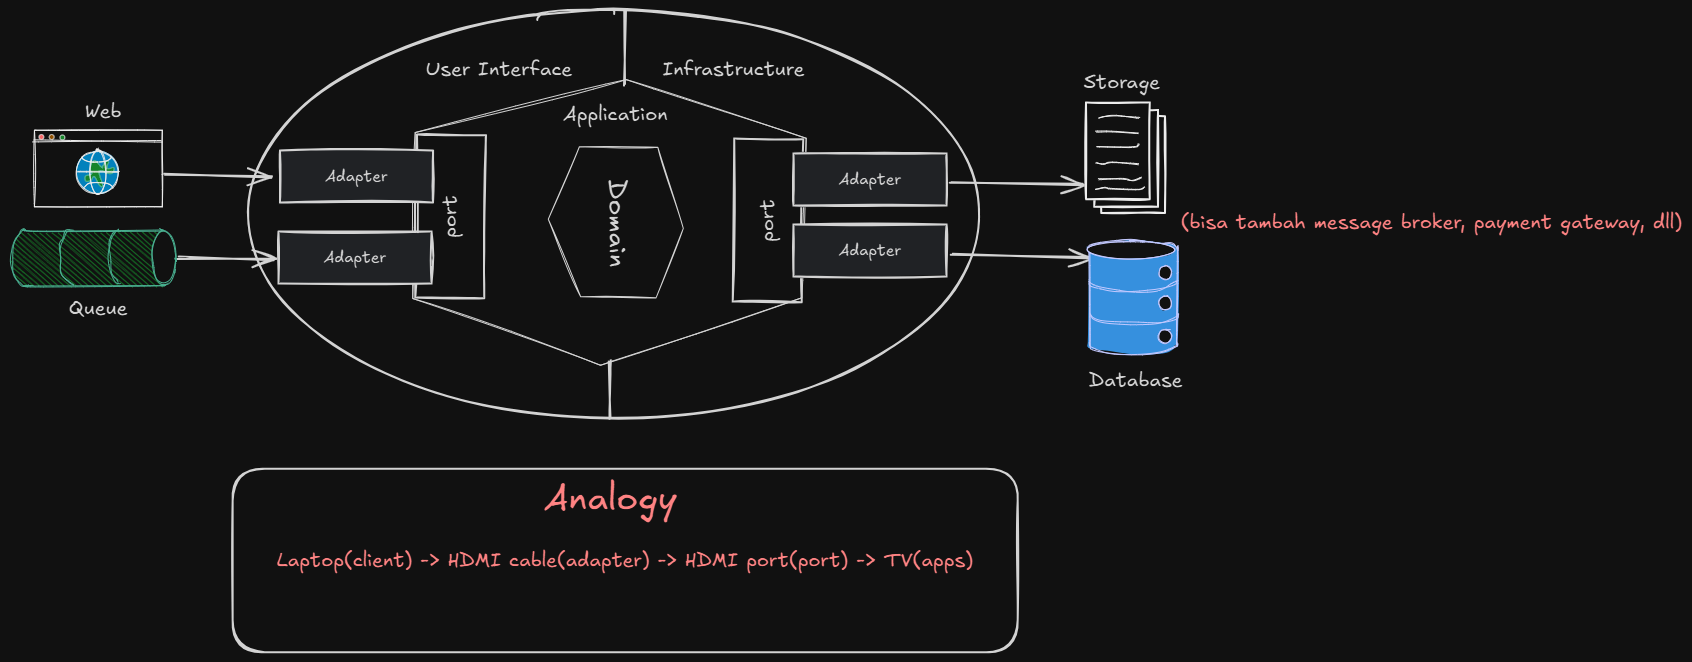 User Interface
Infrastructure
Storage
Web
Application
Adapter
port
Domain
port
Adapter
(bisa tambah message broker, payment gateway, dll)
Adapter
Adapter
Queue
Database
Analogy
Laptop(client) -> HDMI cable(adapter) -> HDMI port(port) -> TV(apps)